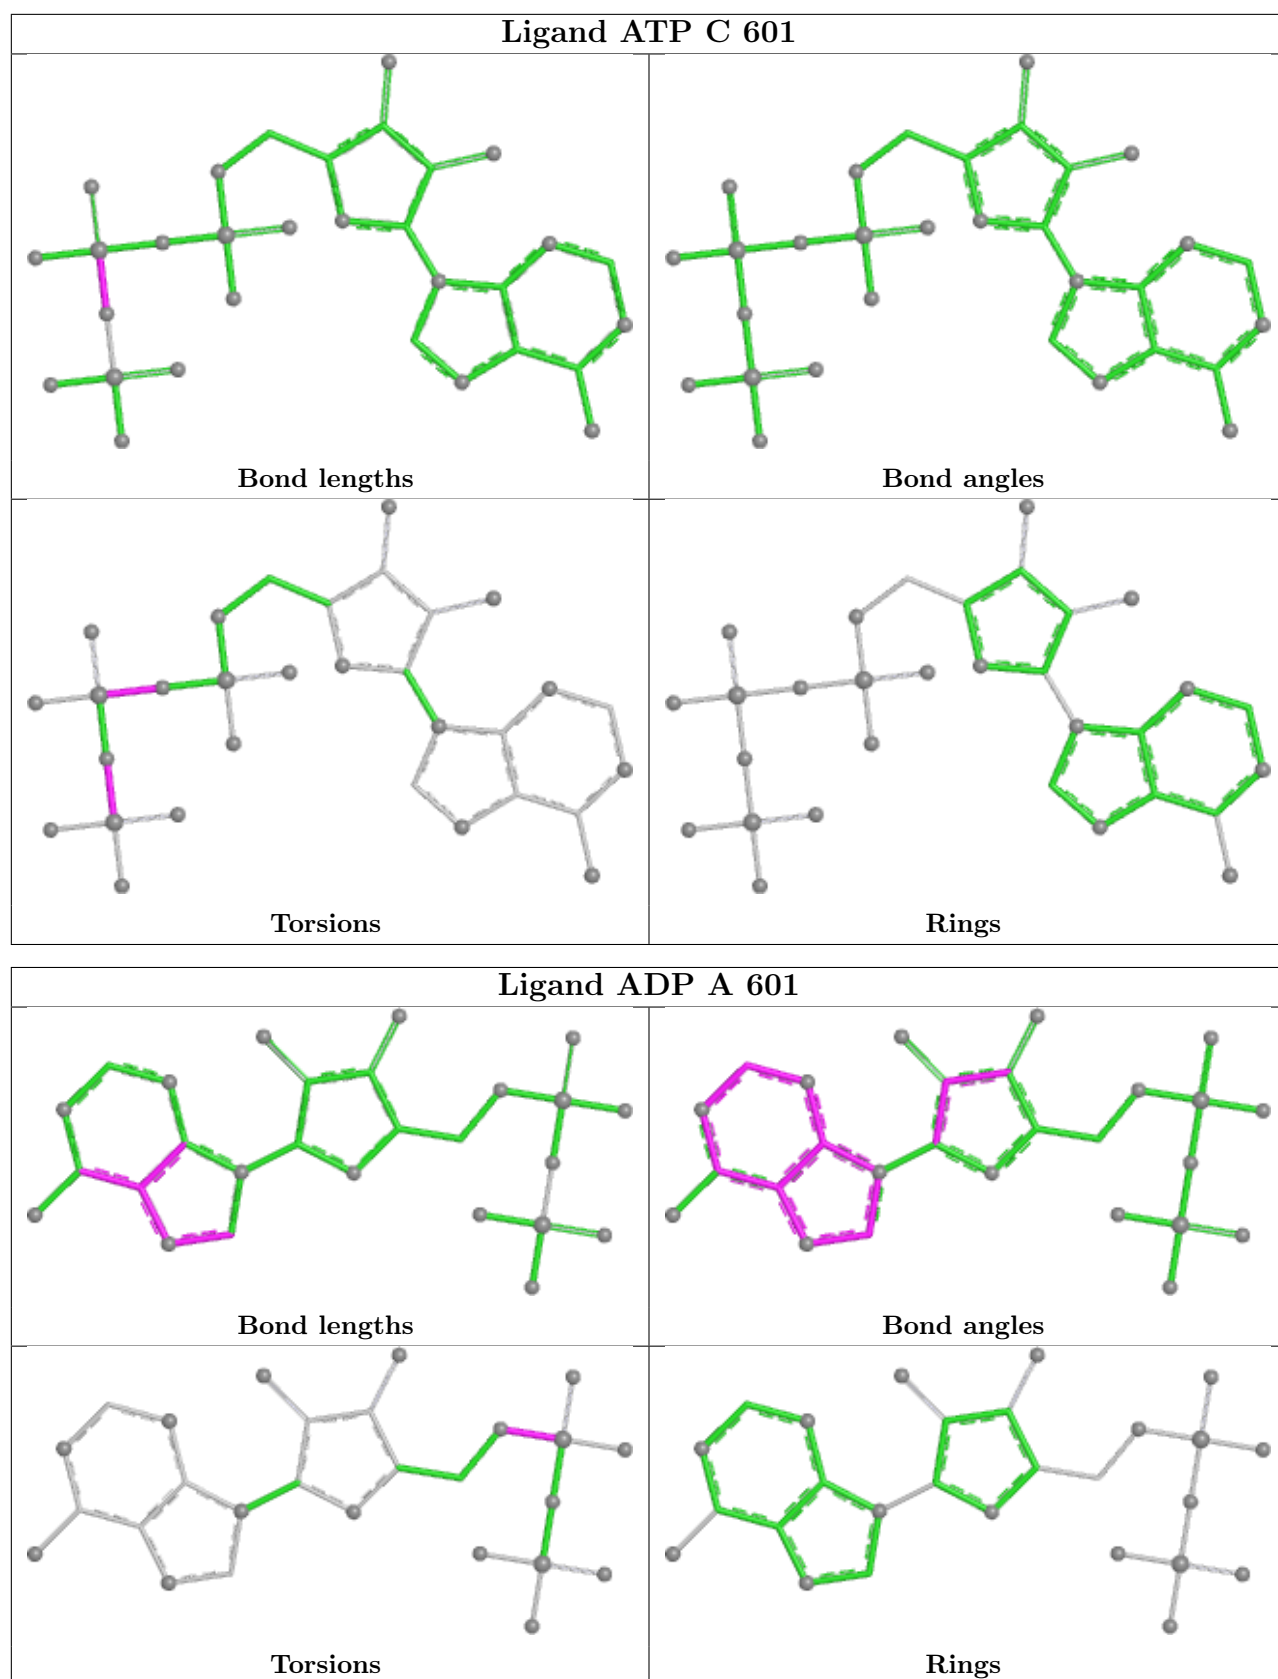 Ligand ATP C 601
Bond lengths
Bond angles
Torsions
Rings
Ligand ADP A 601
Bond lengths
Bond angles
Torsions
Rings